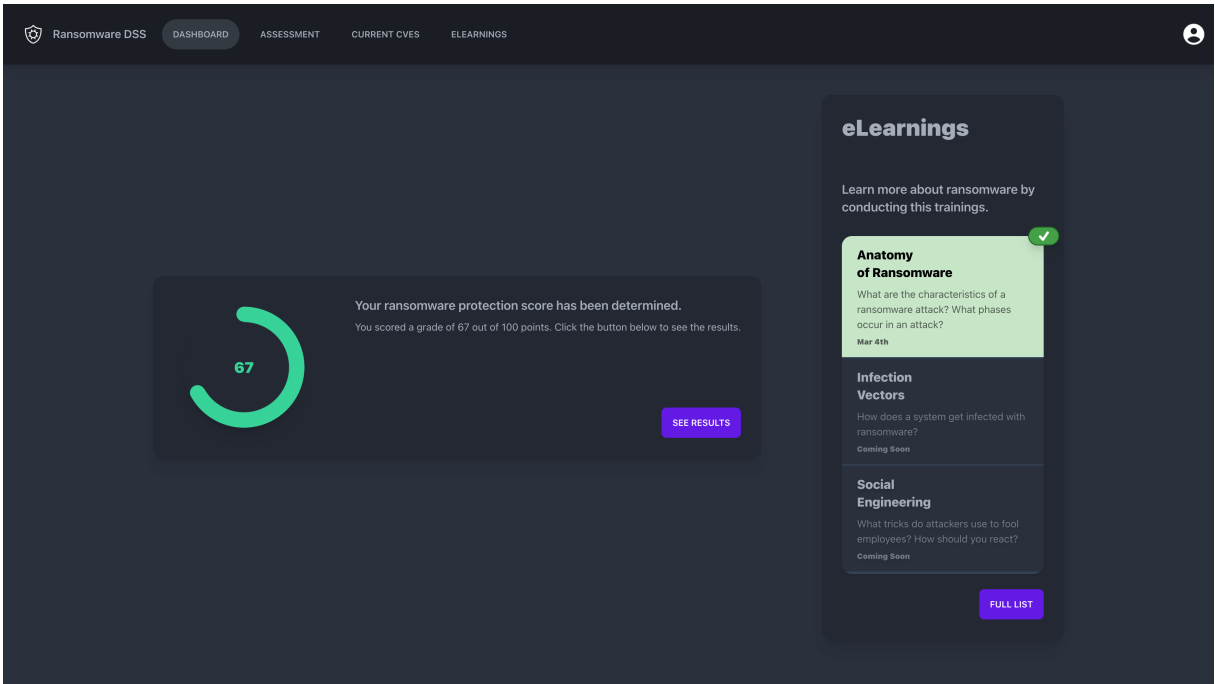 Ransomware DSS DASHBOARD ASSESSMENT CURRENT CVES ELEARNINGS
Your ransomware protection score has been determined.
You scored a grade of 67 out of 100 points. Click the button below to see the results.
67
SEE RESULTS
eLearnings
Learn more about ransomware by
conducting this trainings.
Anatomy
of Ransomware
What are the characteristics of a
ransomware attack? What phases
occur in an attack?
Mar 4th
Infection
Vectors
How does a system get infected with
ransomware?
Coming Soon
Social
Engineering
What tricks do attackers use to fool
employees? How should you react?
Coming Soon
FULL LIST